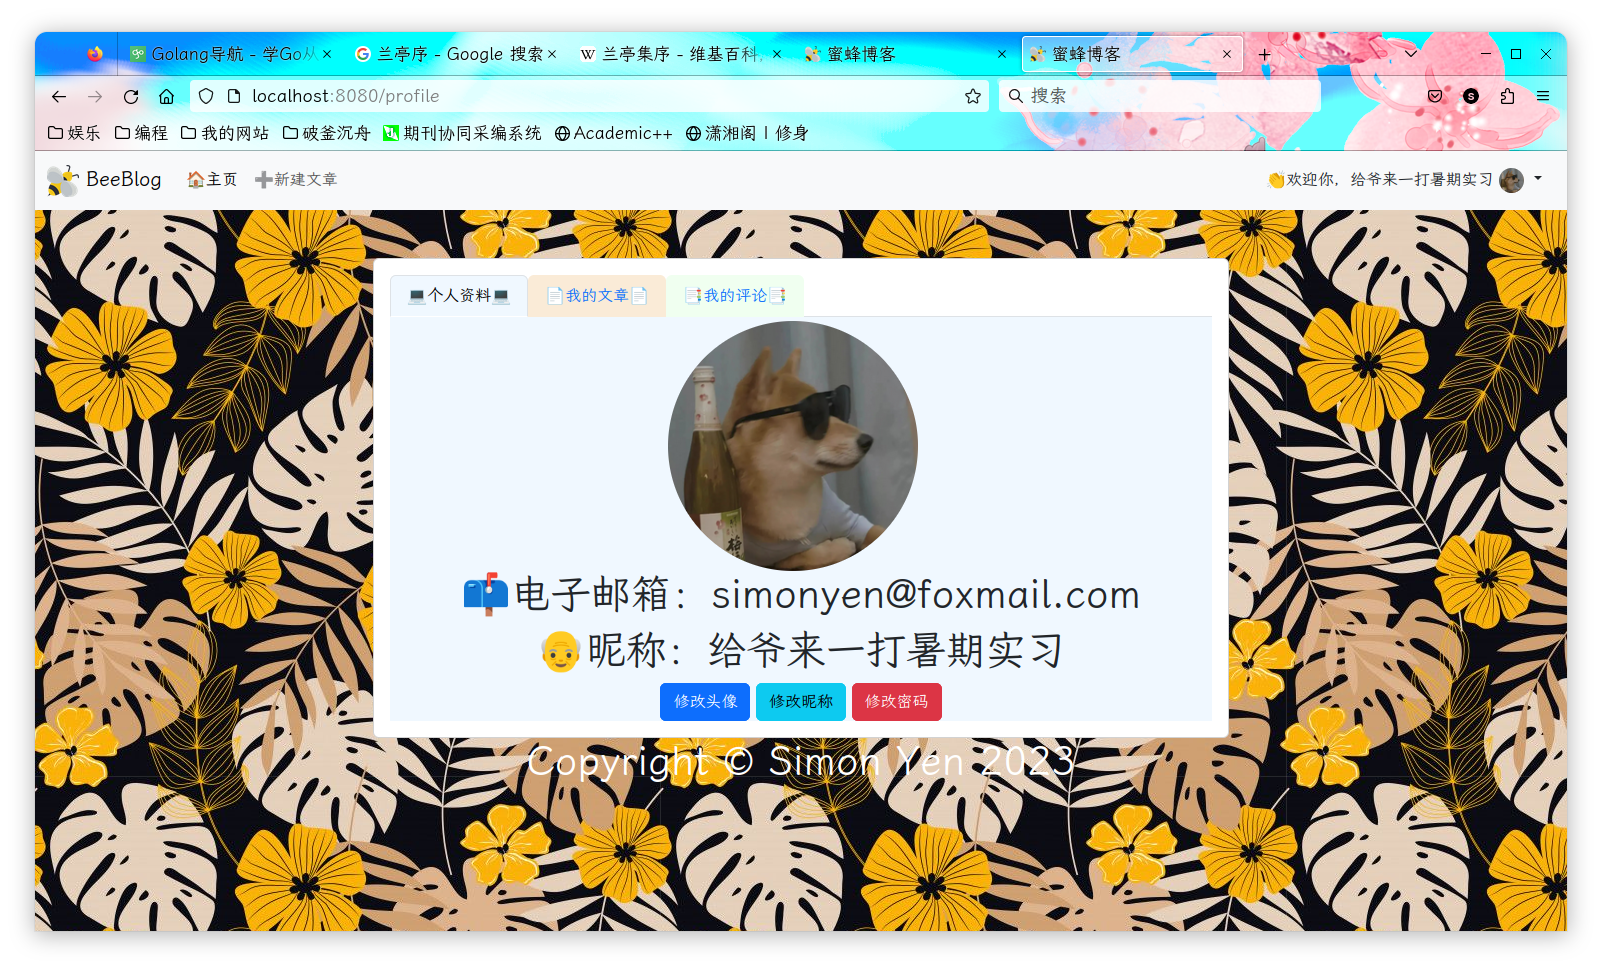 Golang导航 - 学Go从
兰亭序 - Google 搜索
兰亭集序 - 维基百科,
蜜蜂博客
蜜蜂博客
localhost:8080/profile
搜索
娱乐
编程
我的网站
破釜沉舟
期刊协同采编系统
Academic++
潇湘阁丨修身
BeeBlog
🏠主页
➕新建文章
👏欢迎你，给爷来一打暑期实习
💻个人资料💻
📄我的文章📄
📑我的评论📑
📫电子邮箱：simonyen@foxmail.com
👴昵称：给爷来一打暑期实习
修改头像
修改昵称
修改密码
Copyright © Simon Yen 2023